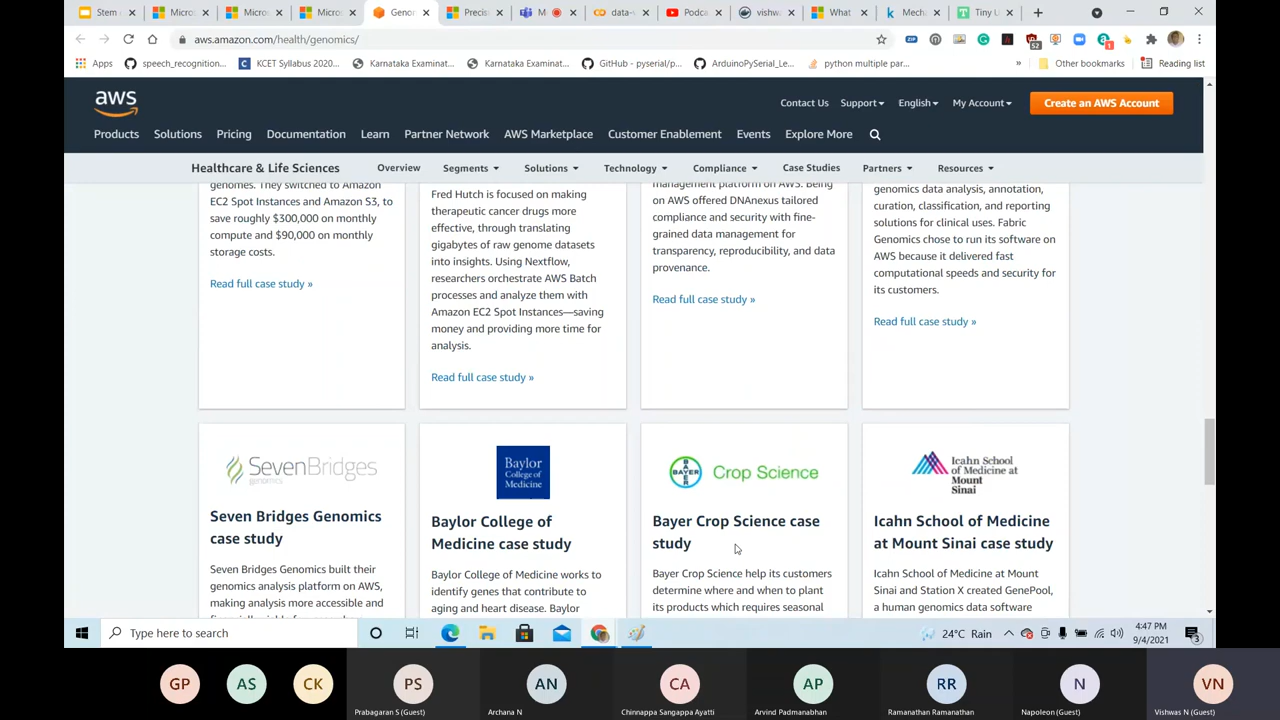 Stem
Micros
Micros
Micros
Genom
Precisi
M
data-v
Podca
vishwa
What
Mech
Tiny U
aws.amazon.com/health/genomics/
Apps speech_recognition... KCET Syllabus 2020... Karnataka Examinat... Karnataka Examinat... GitHub - pyserial/p... ArduinoPySerial_Le... python multiple par... » Other bookmarks Reading list
aws
Contact Us Support English My Account Create an AWS Account
Products Solutions Pricing Documentation Learn Partner Network AWS Marketplace Customer Enablement Events Explore More
Healthcare & Life Sciences Overview Segments Solutions Technology Compliance Case Studies Partners Resources
genomes. They switched to Amazon
EC2 Spot Instances and Amazon S3, to
save roughly $300,000 on monthly
compute and $90,000 on monthly
storage costs.
Read full case study »
Fred Hutch is focused on making
therapeutic cancer drugs more
effective, through translating
gigabytes of raw genome datasets
into insights. Using Nextflow,
researchers orchestrate AWS Batch
processes and analyze them with
Amazon EC2 Spot Instances—saving
money and providing more time for
analysis.
Read full case study »
management platform on AWS. Being
on AWS offered DNAnexus tailored
compliance and security with fine-
grained data management for
transparency, reproducibility, and data
provenance.
Read full case study »
genomics data analysis, annotation,
curation, classification, and reporting
solutions for clinical uses. Fabric
Genomics chose to run its software on
AWS because it delivered fast
computational speeds and security for
its customers.
Read full case study »
SevenBridges
genomics
Seven Bridges Genomics
case study
Seven Bridges Genomics built their
genomics analysis platform on AWS,
making analysis more accessible and
Baylor
College of
Medicine
Baylor College of
Medicine case study
Baylor College of Medicine works to
identify genes that contribute to
aging and heart disease. Baylor
BAYER
Crop Science
Bayer Crop Science case
study
Bayer Crop Science help its customers
determine where and when to plant
its products which requires seasonal
Icahn School
of Medicine at
Mount
Sinai
Icahn School of Medicine
at Mount Sinai case study
Icahn School of Medicine at Mount
Sinai and Station X created GenePool,
a human genomics data software
Type here to search
24°C Rain
4:47 PM
9/4/2021
3
GP AS CK PS AN CA AP RR N VN
Prabagaran S (Guest) Archana N Chinnappa Sangappa Ayatti Arvind Padmanabhan Ramanathan Ramanathan Napoleon (Guest) Vishwas N (Guest)